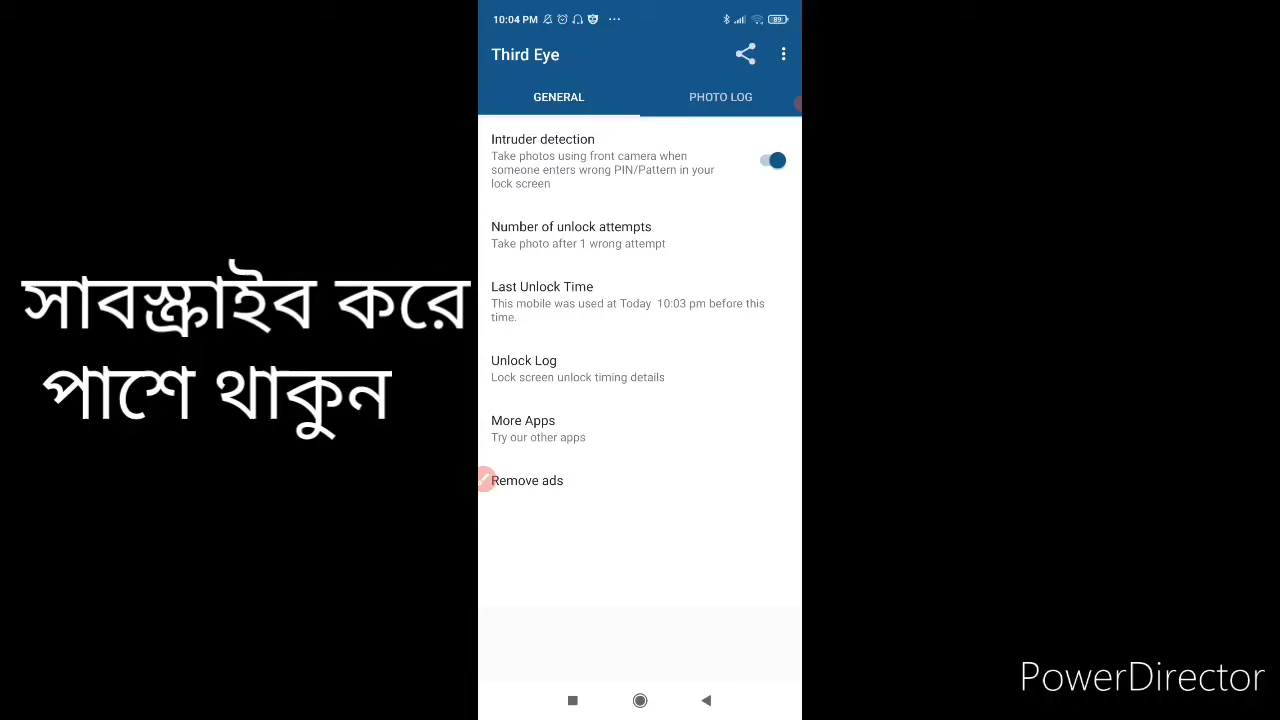 10:04 PM ... 89
Third Eye
GENERAL
PHOTO LOG
Intruder detection
Take photos using front camera when
someone enters wrong PIN/Pattern in your
lock screen
Number of unlock attempts
Take photo after 1 wrong attempt
Last Unlock Time
This mobile was used at Today 10:03 pm before this
time.
Unlock Log
Lock screen unlock timing details
More Apps
Try our other apps
Remove ads
সাবস্ক্রাইব করে
পাশে থাকুন
PowerDirector